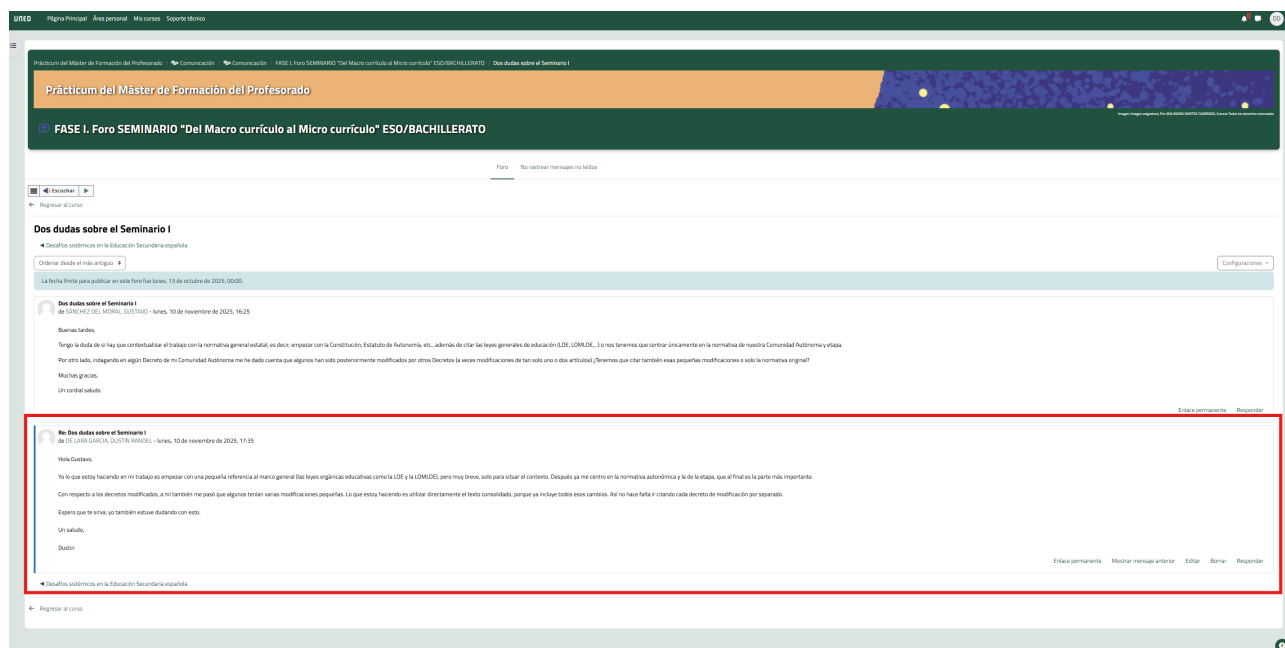 UNED Página Principal Área personal Mis cursos Soporte técnico
Prácticum del Máster de Formación del Profesorado / Comunicación / Comunicación / FASE I. Foro SEMINARIO "Del Macro currículo al Micro currículo" ESO/BACHILLERATO / Dos dudas sobre el Seminario I
Prácticum del Máster de Formación del Profesorado
FASE I. Foro SEMINARIO "Del Macro currículo al Micro currículo" ESO/BACHILLERATO
Foro No rastrear mensajes no leídos
Escuchar
← Regresar al curso
Dos dudas sobre el Seminario I
◄ Desafíos sistémicos en la Educación Secundaria española
Ordenar desde el más antiguo
Configuraciones
La fecha límite para publicar en este foro fue lunes, 13 de octubre de 2025, 00:00.
Dos dudas sobre el Seminario I
de SÁNCHEZ DEL MORAL, GUSTAVO - lunes, 10 de noviembre de 2025, 16:25
Buenas tardes,
Tengo la duda de si hay que contextualizar el trabajo con la normativa general estatal, es decir, empezar con la Constitución, Estatuto de Autonomía, etc., además de citar las leyes generales de educación (LOE, LOMLOE,...) o nos tenemos que centrar únicamente en la normativa de nuestra Comunidad Autónoma y etapa.
Por otro lado, indagando en algún Decreto de mi Comunidad Autónoma me he dado cuenta que algunos han sido posteriormente modificados por otros Decretos (a veces modificaciones de tan solo uno o dos artículos) ¿Tenemos que citar también esas pequeñas modificaciones o solo la normativa original?
Muchas gracias,
Un cordial saludo
Enlace permanente Responder
Re: Dos dudas sobre el Seminario I
de DE LARA GARCIA, DUSTIN RANDEL - lunes, 10 de noviembre de 2025, 17:35
Hola Gustavo,
Yo lo que estoy haciendo en mi trabajo es empezar con una pequeña referencia al marco general (las leyes orgánicas educativas como la LOE y la LOMLOE), pero muy breve, solo para situar el contexto. Después ya me centro en la normativa autonómica y la de la etapa, que al final es la parte más importante.
Con respecto a los decretos modificados, a mí también me pasó que algunos tenían varias modificaciones pequeñas. Lo que estoy haciendo es utilizar directamente el texto consolidado, porque ya incluye todos esos cambios. Así no hace falta ir citando cada decreto de modificación por separado.
Espero que te sirva; yo también estuve dudando con esto.
Un saludo,
Dustin
Enlace permanente Mostrar mensaje anterior Editar Borrar Responder
◄ Desafíos sistémicos en la Educación Secundaria española
← Regresar al curso